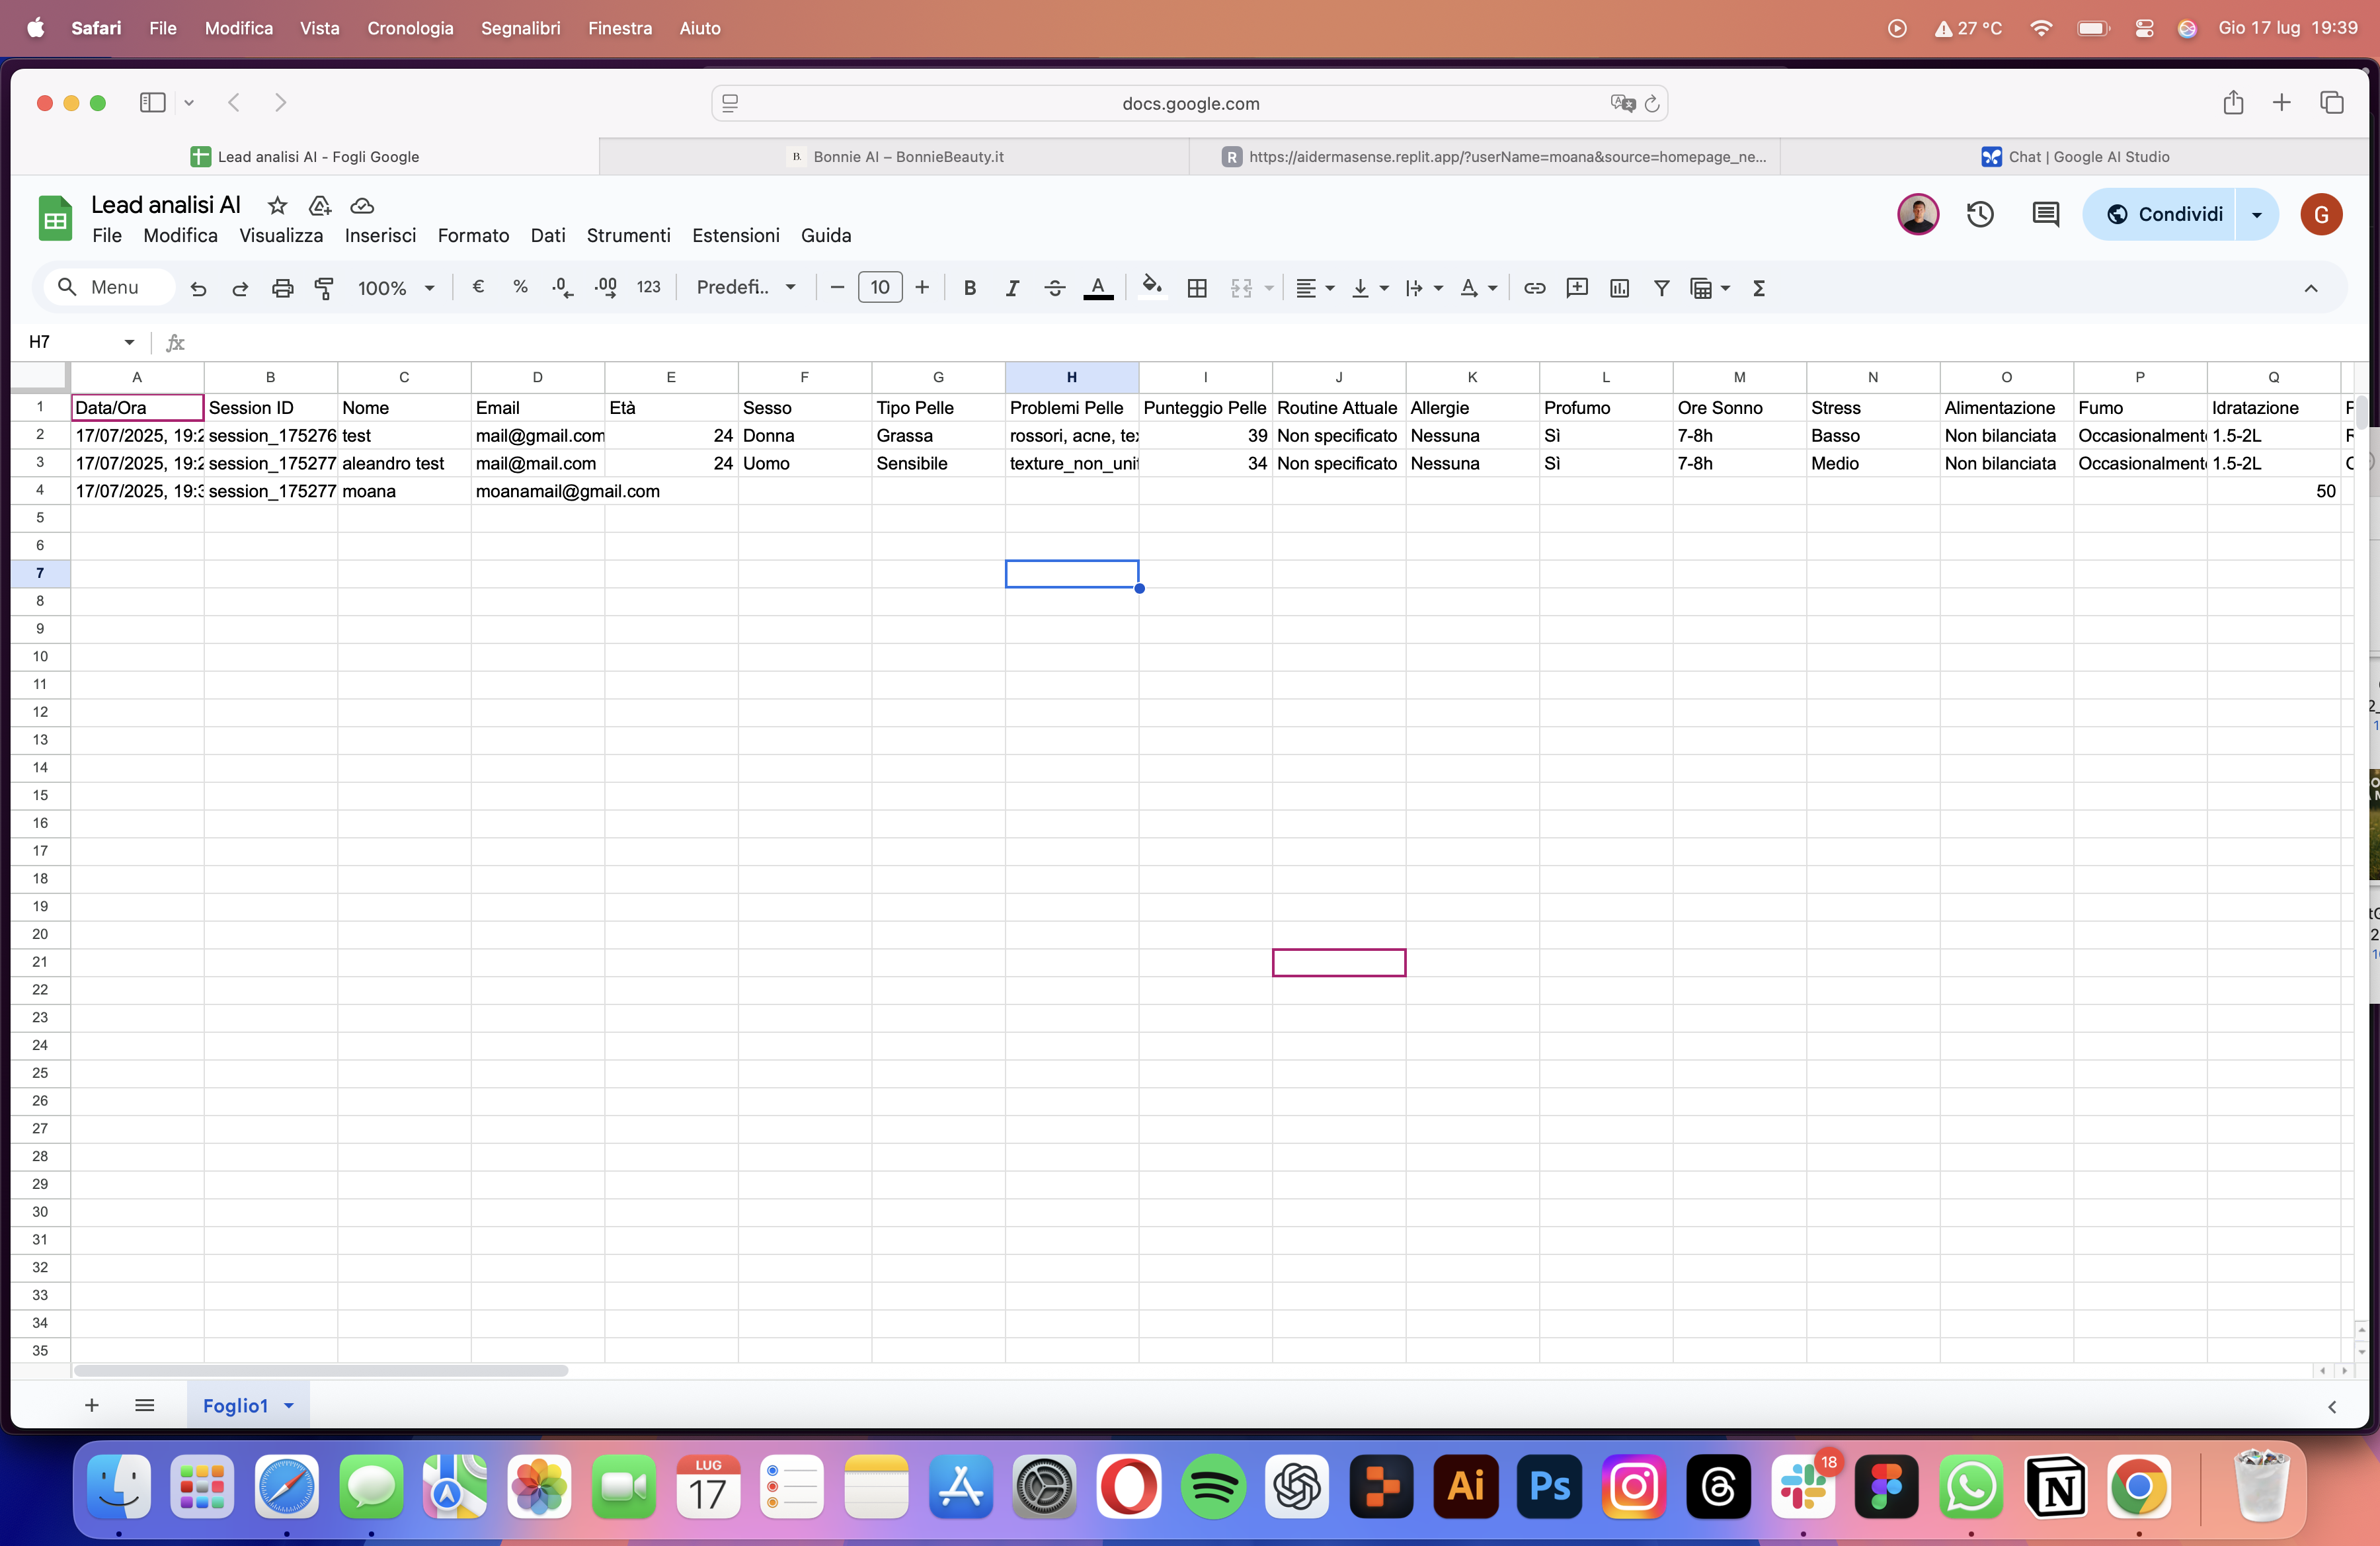 Safari File Modifica Vista Cronologia Segnalibri Finestra Aiuto 27 °C Gio 17 lug 19:39
docs.google.com
Lead analisi AI - Fogli Google B. Bonnie AI – BonnieBeauty.it R https://aidermasense.replit.app/?userName=moana&source=homepage_ne... Chat | Google AI Studio
Lead analisi AI
File Modifica Visualizza Inserisci Formato Dati Strumenti Estensioni Guida Condividi G
Menu 100% € % .0 .00 123 Predefi.. − 10 + B I S A Σ
H7 fx
A B C D E F G H I J K L M N O P Q
1 Data/Ora Session ID Nome Email Età Sesso Tipo Pelle Problemi Pelle Punteggio Pelle Routine Attuale Allergie Profumo Ore Sonno Stress Alimentazione Fumo Idratazione
2 17/07/2025, 19:2 session_175276 test mail@gmail.com 24 Donna Grassa rossori, acne, tex 39 Non specificato Nessuna Sì 7-8h Basso Non bilanciata Occasionalment 1.5-2L
3 17/07/2025, 19:2 session_175277 aleandro test mail@mail.com 24 Uomo Sensibile texture_non_unif 34 Non specificato Nessuna Sì 7-8h Medio Non bilanciata Occasionalment 1.5-2L
4 17/07/2025, 19:3 session_175277 moana moanamail@gmail.com 50
5
6
7
8
9
10
11
12
13
14
15
16
17
18
19
20
21
22
23
24
25
26
27
28
29
30
31
32
33
34
35
Foglio1
LUG
17
Ai Ps 18 N